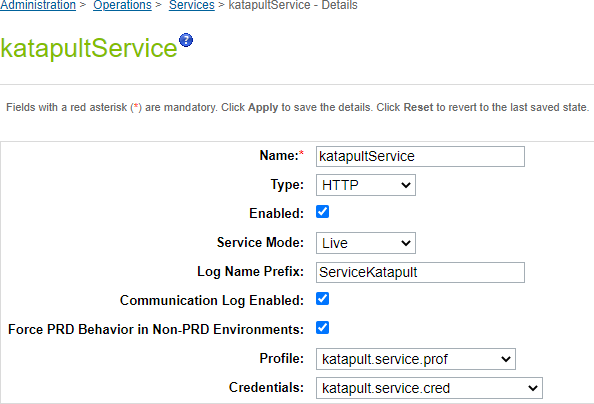 Administration > Operations > Services > katapultService - Details
katapultService ?
Fields with a red asterisk (*) are mandatory. Click Apply to save the details. Click Reset to revert to the last saved state.
Name:* katapultService
Type: HTTP
Enabled:
Service Mode: Live
Log Name Prefix: ServiceKatapult
Communication Log Enabled:
Force PRD Behavior in Non-PRD Environments:
Profile: katapult.service.prof
Credentials: katapult.service.cred